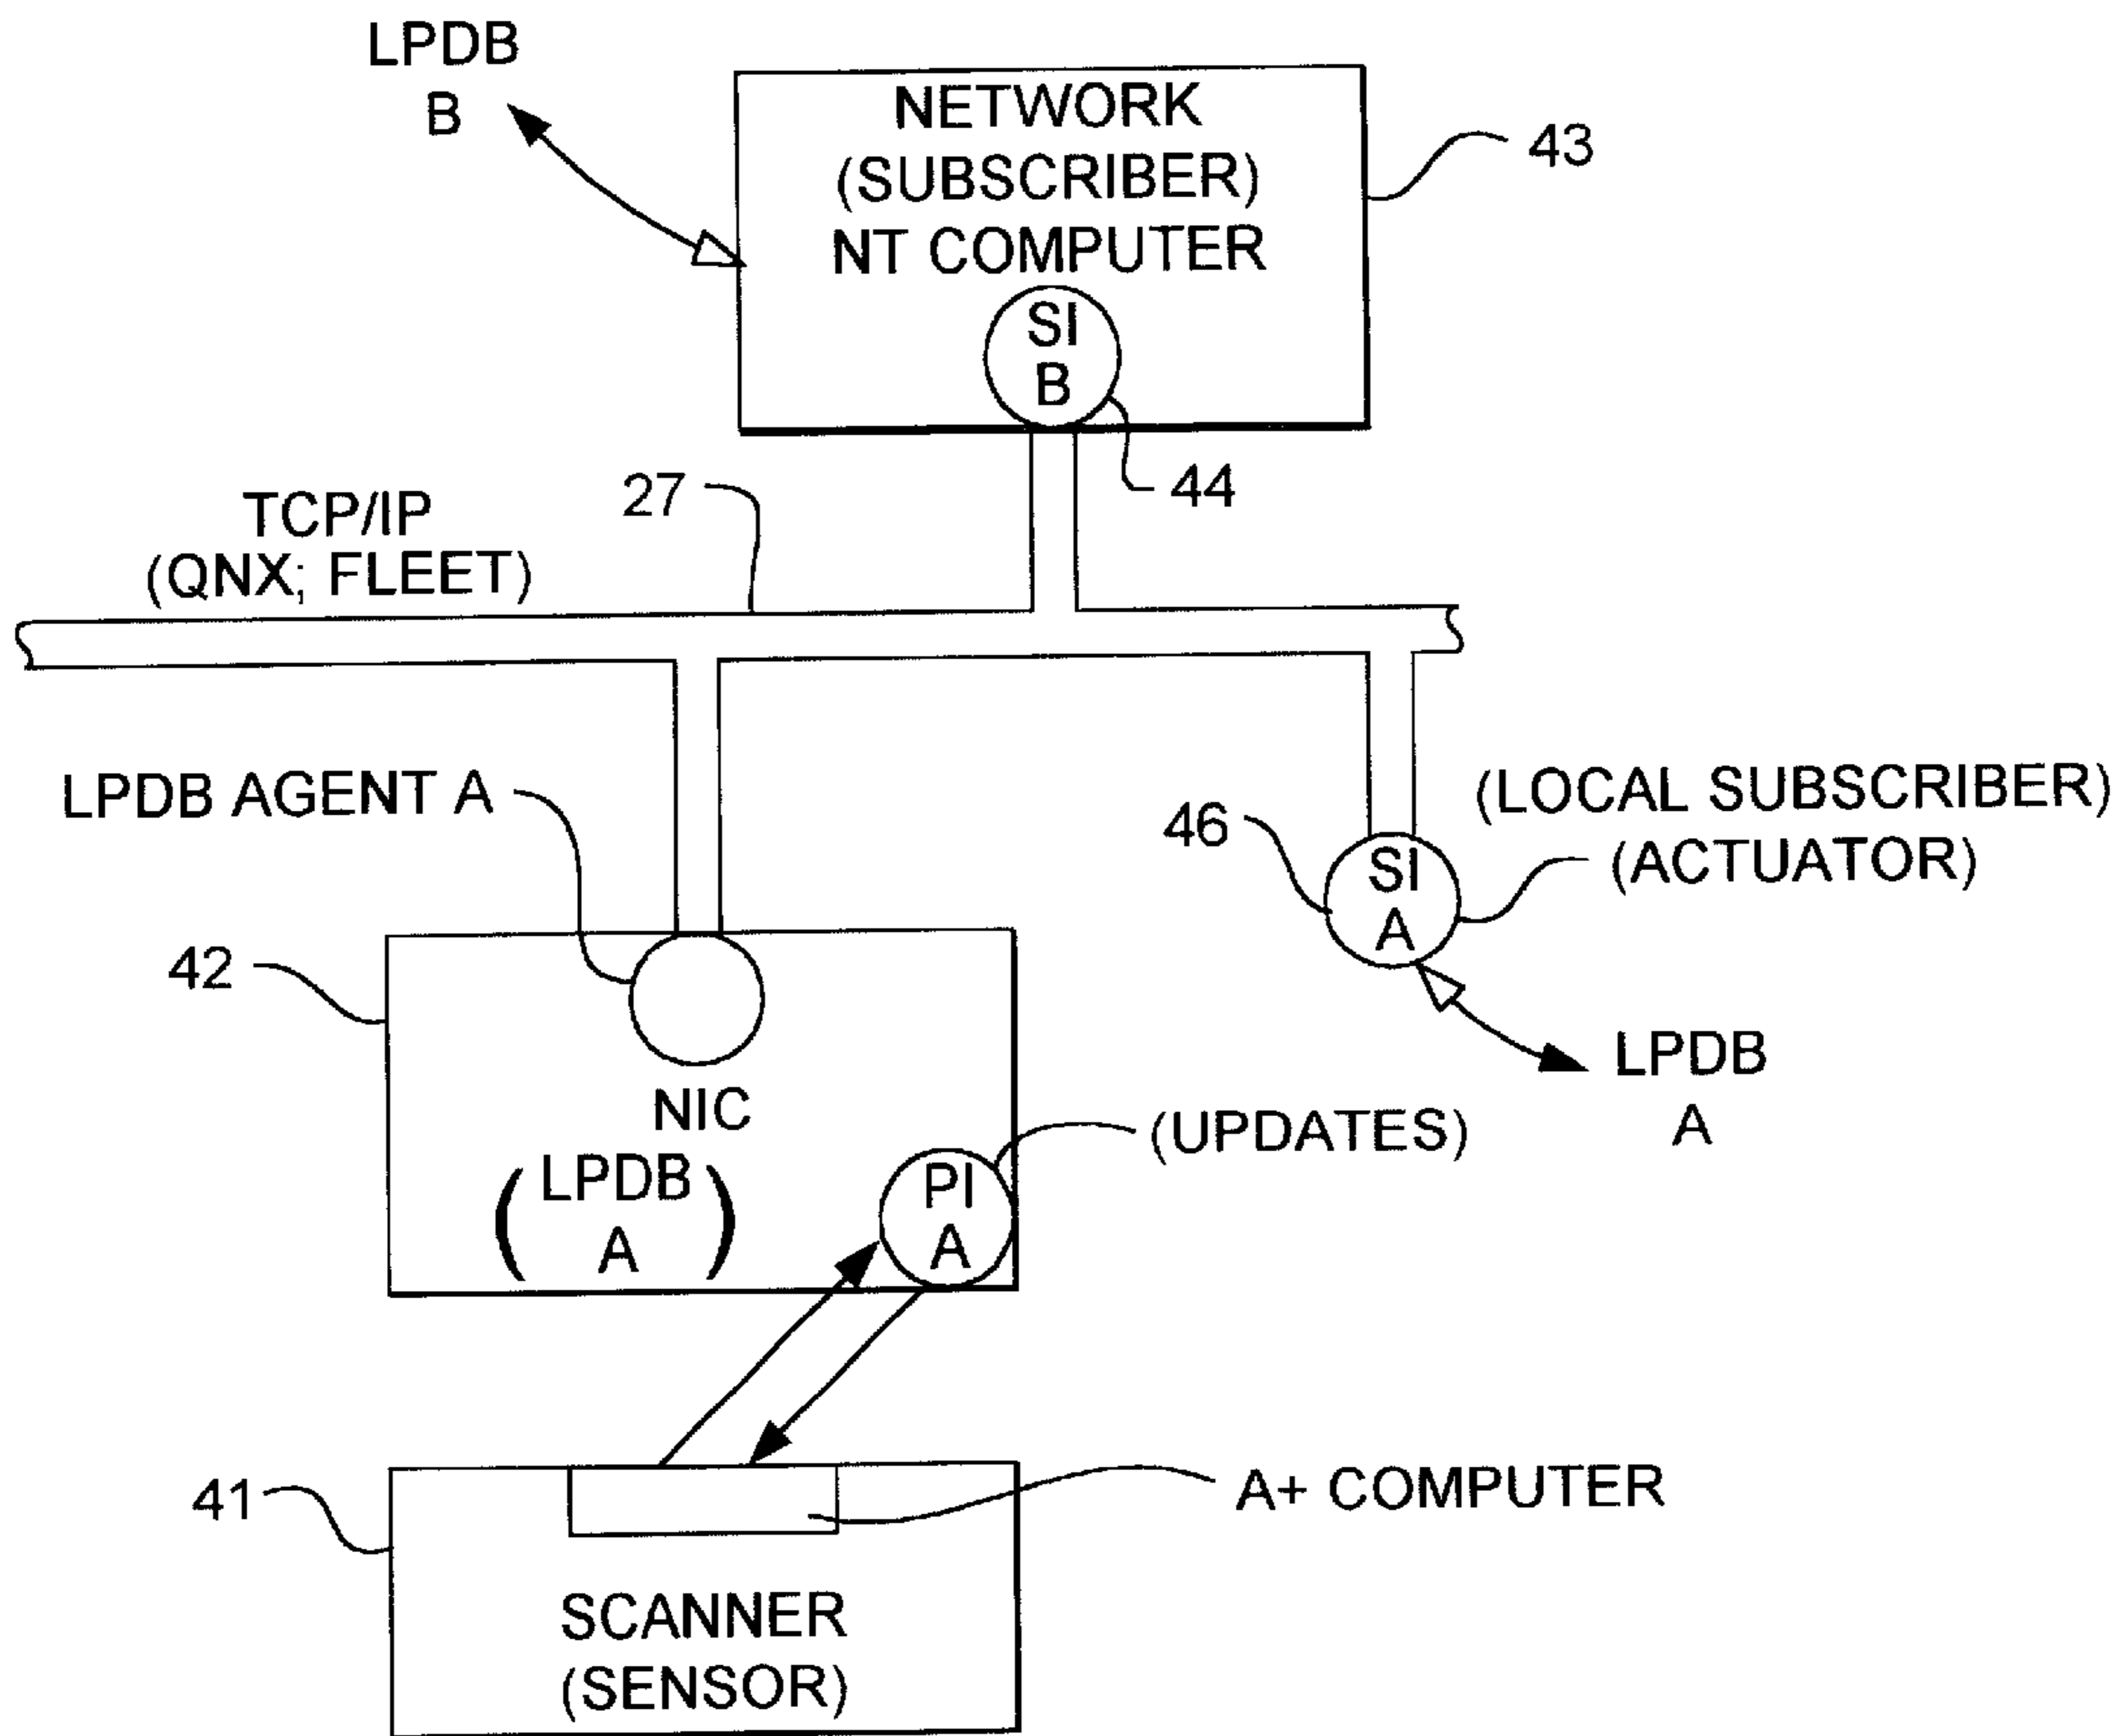 LPDB
B
NETWORK
(SUBSCRIBER)
NT COMPUTER
43
SI
B
44
27
TCP/IP
(QNX; FLEET)
LPDB AGENT A
46
(LOCAL SUBSCRIBER)
(ACTUATOR)
SI
A
42
LPDB
A
NIC
(UPDATES)
(LPDB
A)
PI
A
41
A+ COMPUTER
SCANNER
(SENSOR)